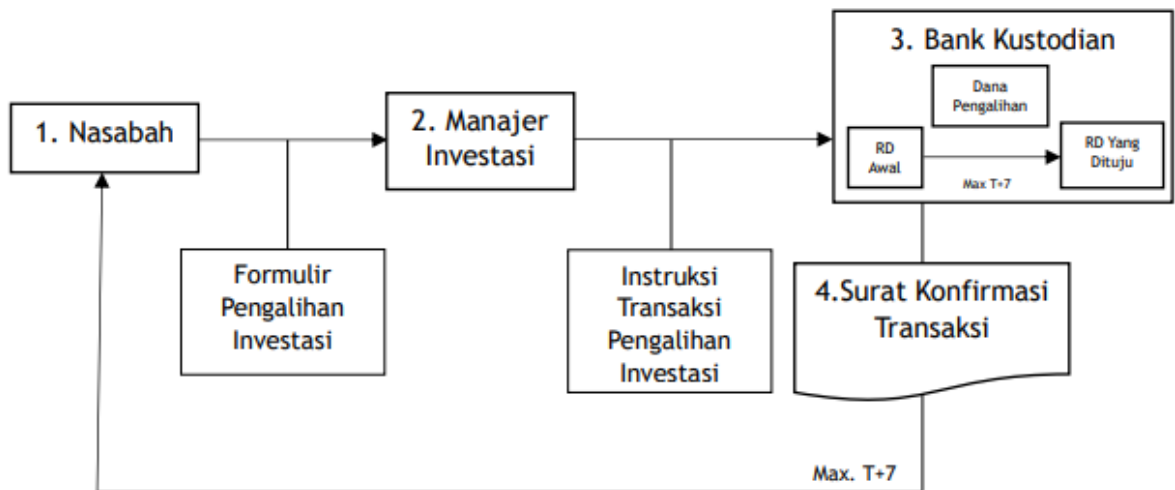 3. Bank Kustodian
Dana
Pengalihan
1. Nasabah
2. Manajer
Investasi
RD
Awal
RD Yang
Dituju
Max T+7
Formulir
Pengalihan
Investasi
Instruksi
Transaksi
Pengalihan
Investasi
4.Surat Konfirmasi
Transaksi
Max. T+7